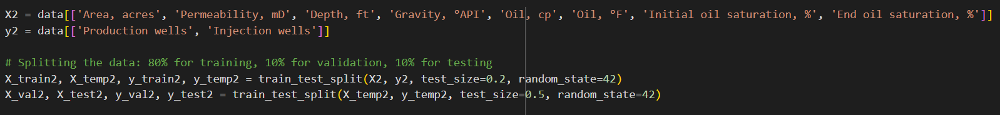 X2 = data[['Area, acres', 'Permeability, mD', 'Depth, ft', 'Gravity, °API', 'Oil, cp', 'Oil, °F', 'Initial oil saturation, %', 'End oil saturation, %']]
y2 = data[['Production wells', 'Injection wells']]
# Splitting the data: 80% for training, 10% for validation, 10% for testing
X_train2, X_temp2, y_train2, y_temp2 = train_test_split(X2, y2, test_size=0.2, random_state=42)
X_val2, X_test2, y_val2, y_test2 = train_test_split(X_temp2, y_temp2, test_size=0.5, random_state=42)